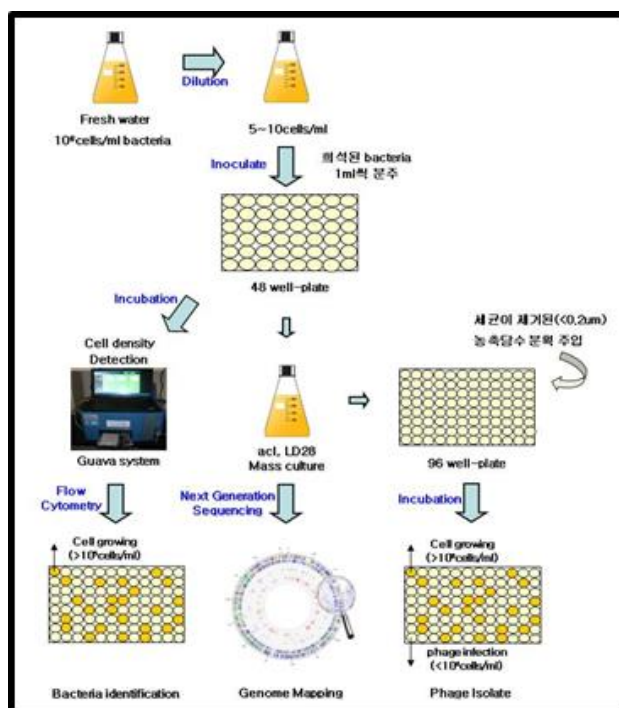 Dilution
Fresh water
10⁶cells/ml bacteria
5~10cells/ml
Inoculate
희석된 bacteria
1ml씩 분주
48 well-plate
Incubation
Cell density
Detection
세균이 제거된(<0.2um)
농축담수 분획 주입
Guava system
acI, LD28
Mass culture
96 well-plate
Flow
Cytometry
Next Generation
Sequencing
Incubation
Cell growing
cells/ml)
Cell growing
cells/ml)
phage infection
cells/ml)
Bacteria identification
Genome Mapping
Phage Isolate